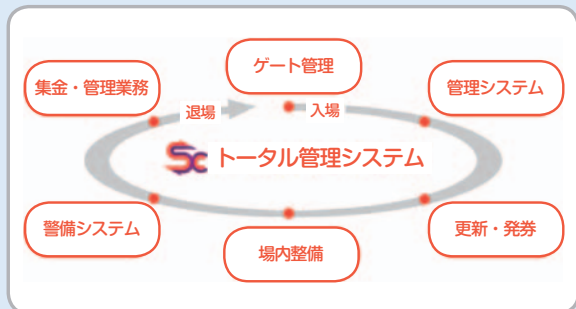 ゲート管理
集金・管理業務
管理システム
退場
入場
Sc トータル管理システム
警備システム
更新・発券
場内整備